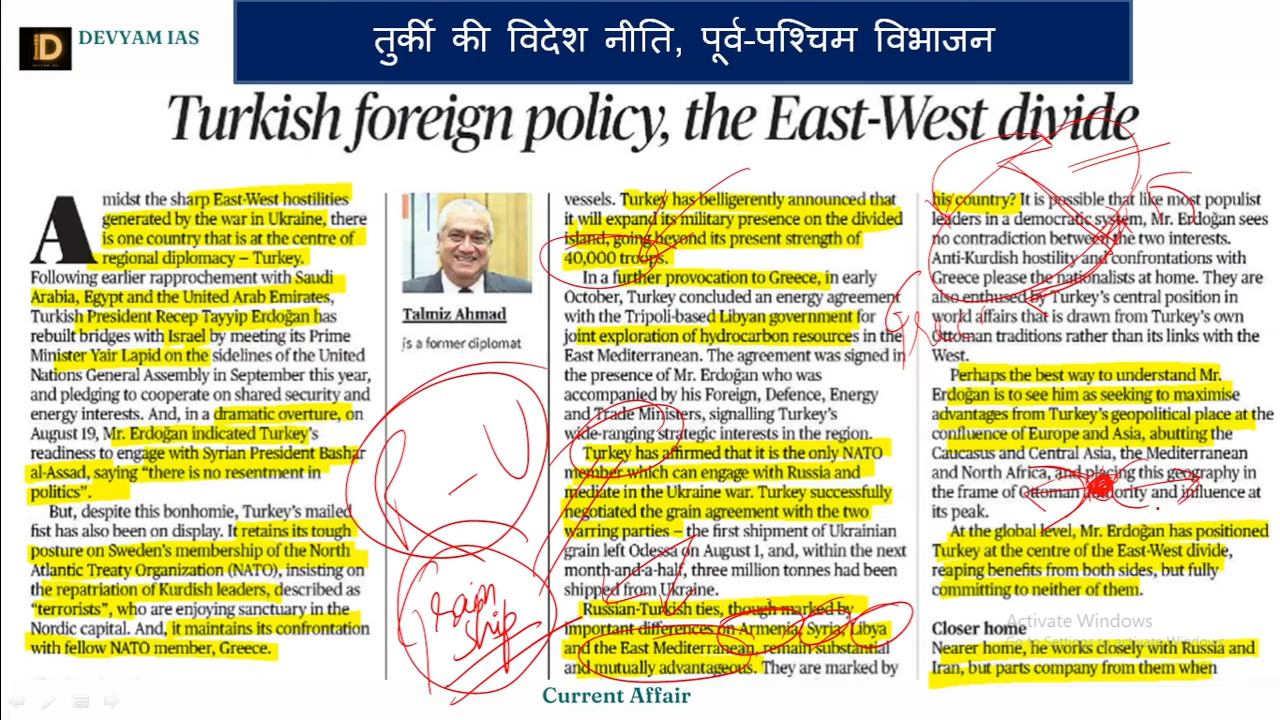 DEVYAM IAS
तुर्की की विदेश नीति, पूर्व-पश्चिम विभाजन
Turkish foreign policy, the East-West divide
Amidst the sharp East-West hostilities
generated by the war in Ukraine, there
is one country that is at the centre of
regional diplomacy – Turkey.
Following earlier rapprochement with Saudi
Arabia, Egypt and the United Arab Emirates,
Turkish President Recep Tayyip Erdoğan has
rebuilt bridges with Israel by meeting its Prime
Minister Yair Lapid on the sidelines of the United
Nations General Assembly in September this year,
and pledging to cooperate on shared security and
energy interests. And, in a dramatic overture, on
August 19, Mr. Erdoğan indicated Turkey's
readiness to engage with Syrian President Bashar
al-Assad, saying “there is no resentment in
politics”.
But, despite this bonhomie, Turkey's mailed
fist has also been on display. It retains its tough
posture on Sweden's membership of the North
Atlantic Treaty Organization (NATO), insisting on
the repatriation of Kurdish leaders, described as
“terrorists”, who are enjoying sanctuary in the
Nordic capital. And, it maintains its confrontation
with fellow NATO member, Greece.
Talmiz Ahmad
is a former diplomat
R-U
grain
ship
vessels. Turkey has belligerently announced that
it will expand its military presence on the divided
island, going beyond its present strength of
40,000 troops.
In a further provocation to Greece, in early
October, Turkey concluded an energy agreement
with the Tripoli-based Libyan government for
joint exploration of hydrocarbon resources in the
East Mediterranean. The agreement was signed in
the presence of Mr. Erdoğan who was
accompanied by his Foreign, Defence, Energy
and Trade Ministers, signalling Turkey's
wide-ranging strategic interests in the region.
Turkey has affirmed that it is the only NATO
member which can engage with Russia and
mediate in the Ukraine war. Turkey successfully
negotiated the grain agreement with the two
warring parties – the first shipment of Ukrainian
grain left Odessa on August 1, and, within the next
month-and-a-half, three million tonnes had been
shipped from Ukraine.
Russian-Turkish ties, though marked by
important differences on Armenia, Syria, Libya
and the East Mediterranean, remain substantial
and mutually advantageous. They are marked by
his country? It is possible that like most populist
leaders in a democratic system, Mr. Erdoğan sees
no contradiction between the two interests.
Anti-Kurdish hostility and confrontations with
Greece please the nationalists at home. They are
also enthused by Turkey's central position in
world affairs that is drawn from Turkey's own
Ottoman traditions rather than its links with the
West.
Perhaps the best way to understand Mr.
Erdoğan is to see him as seeking to maximise
advantages from Turkey's geopolitical place at the
confluence of Europe and Asia, abutting the
Caucasus and Central Asia, the Mediterranean
and North Africa, and placing this geography in
the frame of Ottoman authority and influence at
its peak.
At the global level, Mr. Erdoğan has positioned
Turkey at the centre of the East-West divide,
reaping benefits from both sides, but fully
committing to neither of them.
Closer home
Nearer home, he works closely with Russia and
Iran, but parts company from them when
Activate Windows
Go to Settings to activate Windows.
Current Affair